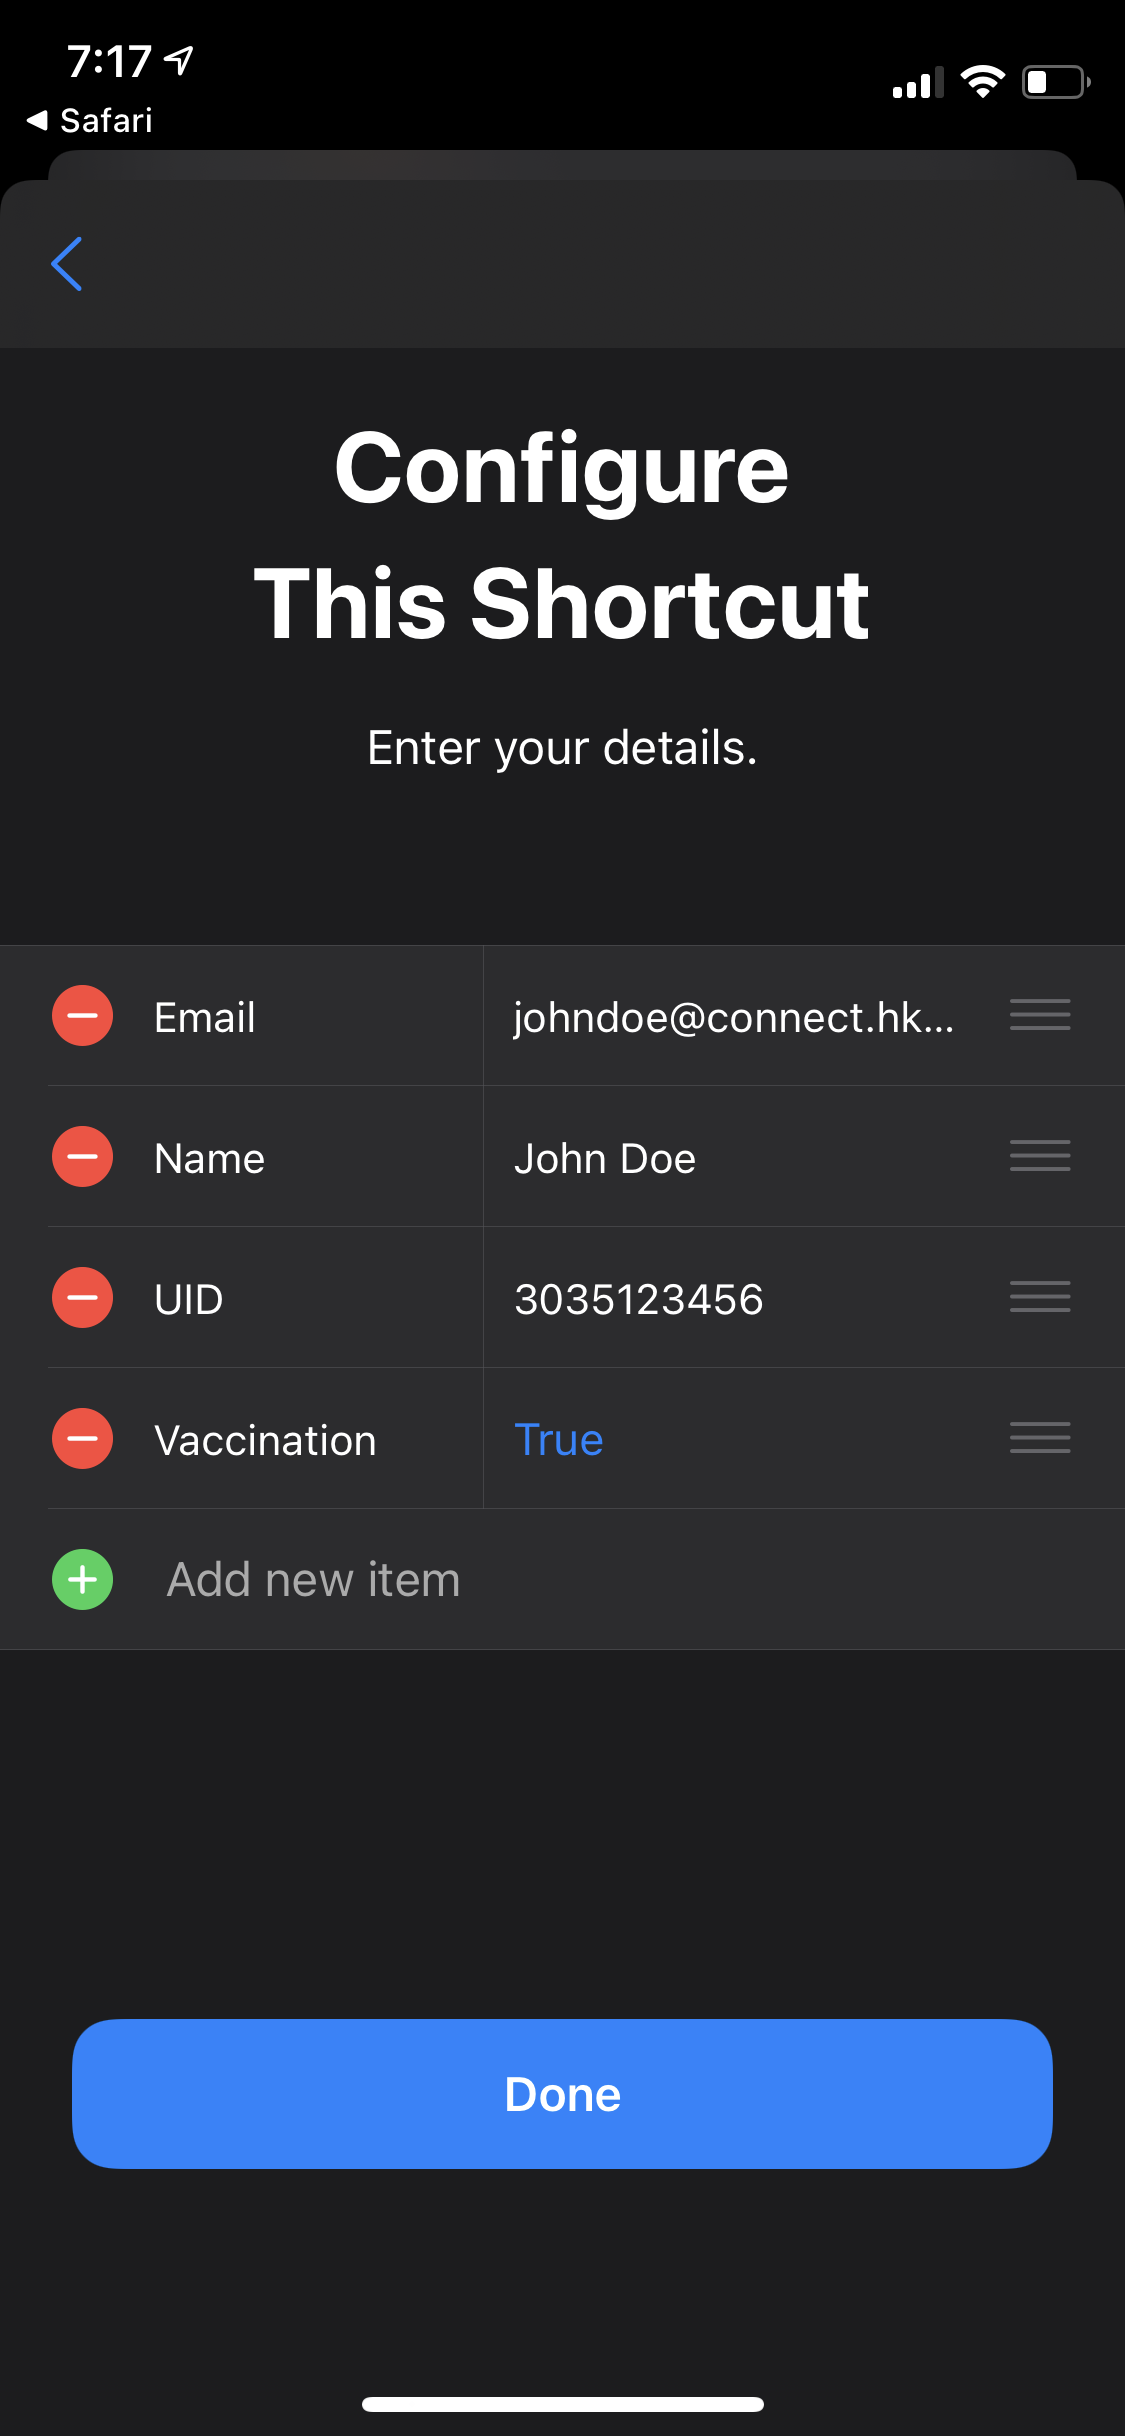 7:17
Safari
Configure
This Shortcut
Enter your details.
Email johndoe@connect.hk...
Name John Doe
UID 3035123456
Vaccination True
Add new item
Done